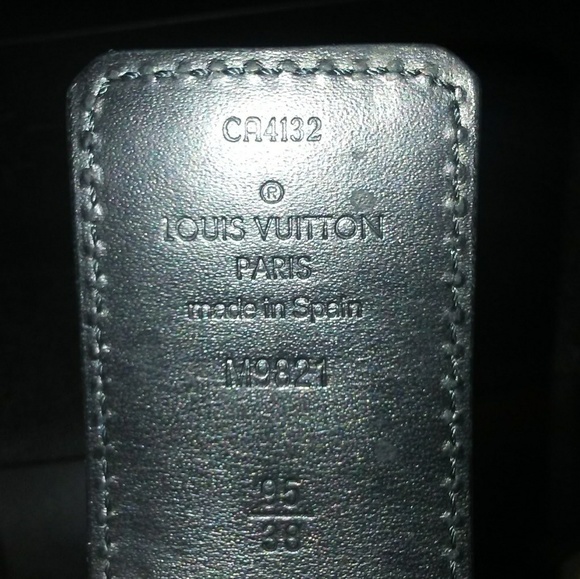 CA4132
®
LOUIS VUITTON
PARIS
made in Spain
M9821
95
38